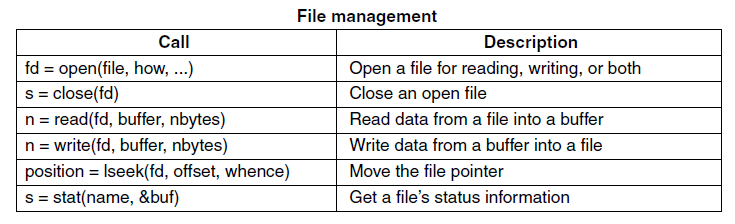 File management
Call Description
fd = open(file, how, ...) Open a file for reading, writing, or both
s = close(fd) Close an open file
n = read(fd, buffer, nbytes) Read data from a file into a buffer
n = write(fd, buffer, nbytes) Write data from a buffer into a file
position = lseek(fd, offset, whence) Move the file pointer
s = stat(name, &buf) Get a file’s status information